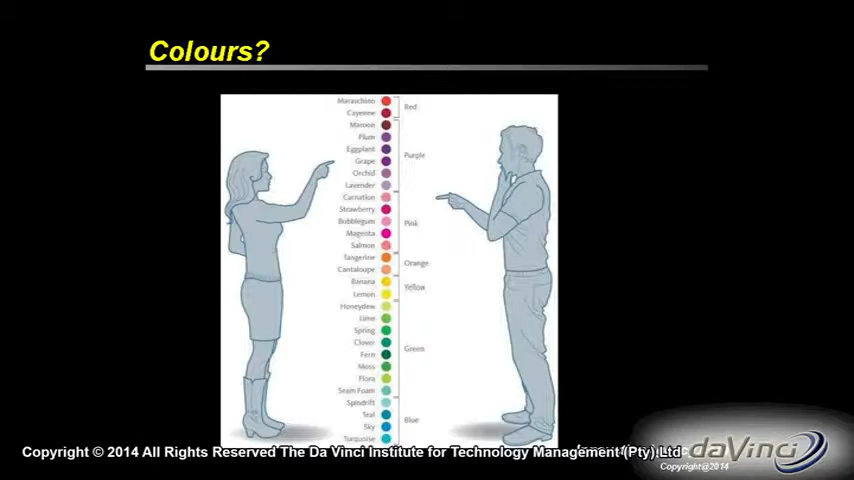 Colours?
Maraschino
Cayenne
Maroon
Plum
Eggplant
Grape
Orchid
Lavender
Carnation
Strawberry
Bubblegum
Magenta
Salmon
Tangerine
Cantaloupe
Banana
Lemon
Honeydew
Lime
Spring
Clover
Fern
Moss
Flora
Seam Foam
Spindrift
Teal
Sky
Turquoise
Red
Purple
Pink
Orange
Yellow
Green
Blue
Copyright © 2014 All Rights Reserved The Da Vinci Institute for Technology Management (Pty) Ltd
daVinci
Copyright@2014